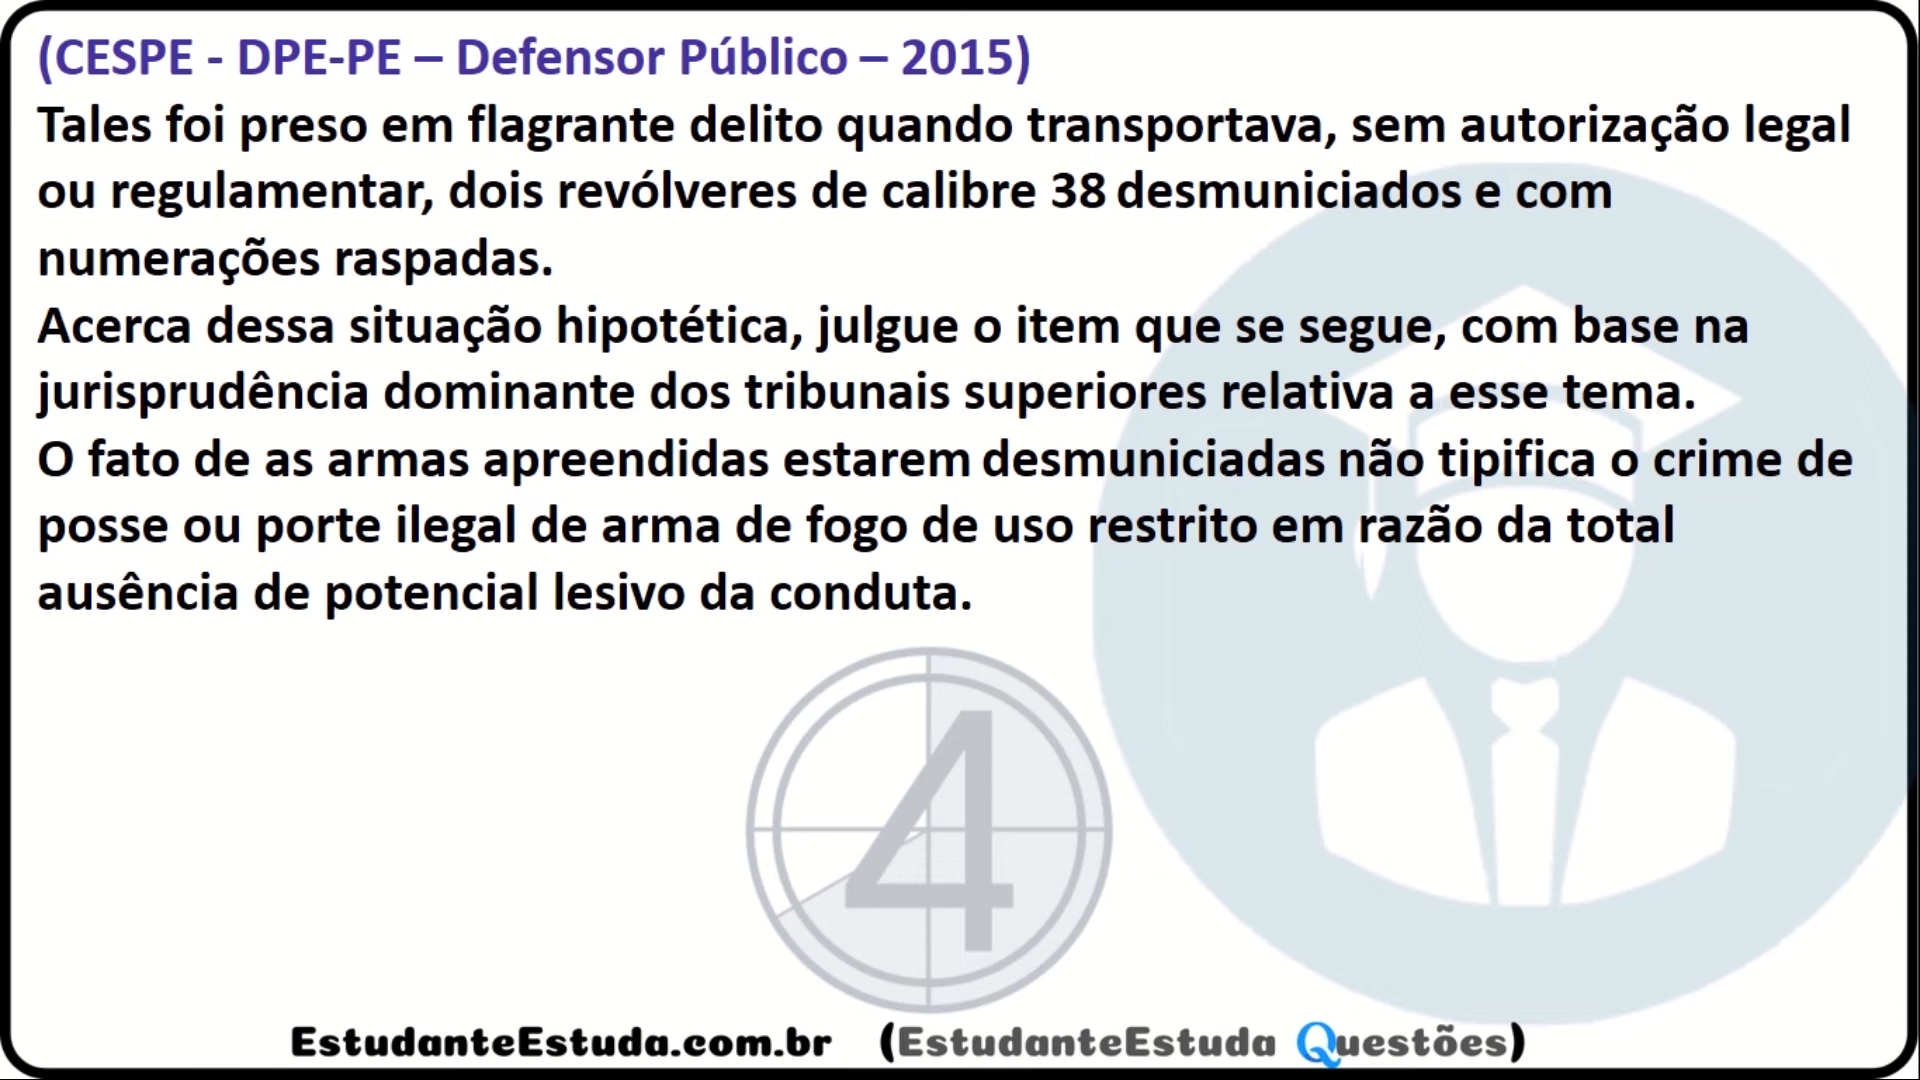 (CESPE - DPE-PE – Defensor Público – 2015)
Tales foi preso em flagrante delito quando transportava, sem autorização legal
ou regulamentar, dois revólveres de calibre 38 desmuniciados e com
numerações raspadas.
Acerca dessa situação hipotética, julgue o item que se segue, com base na
jurisprudência dominante dos tribunais superiores relativa a esse tema.
O fato de as armas apreendidas estarem desmuniciadas não tipifica o crime de
posse ou porte ilegal de arma de fogo de uso restrito em razão da total
ausência de potencial lesivo da conduta.
4
EstudanteEstuda.com.br (EstudanteEstuda Questões)